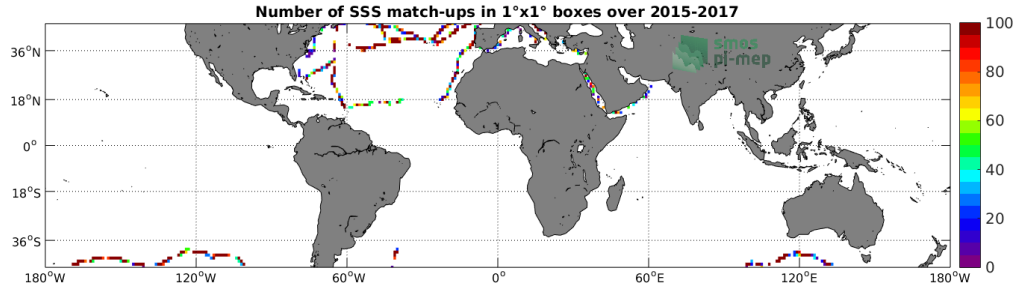 Number of SSS match-ups in 1°x1° boxes over 2015-2017
smos
pi-mep
36°N
18°N
0°
18°S
36°S
180°W
120°W
60°W
0°
60°E
120°E
180°W
100
80
60
40
20
0